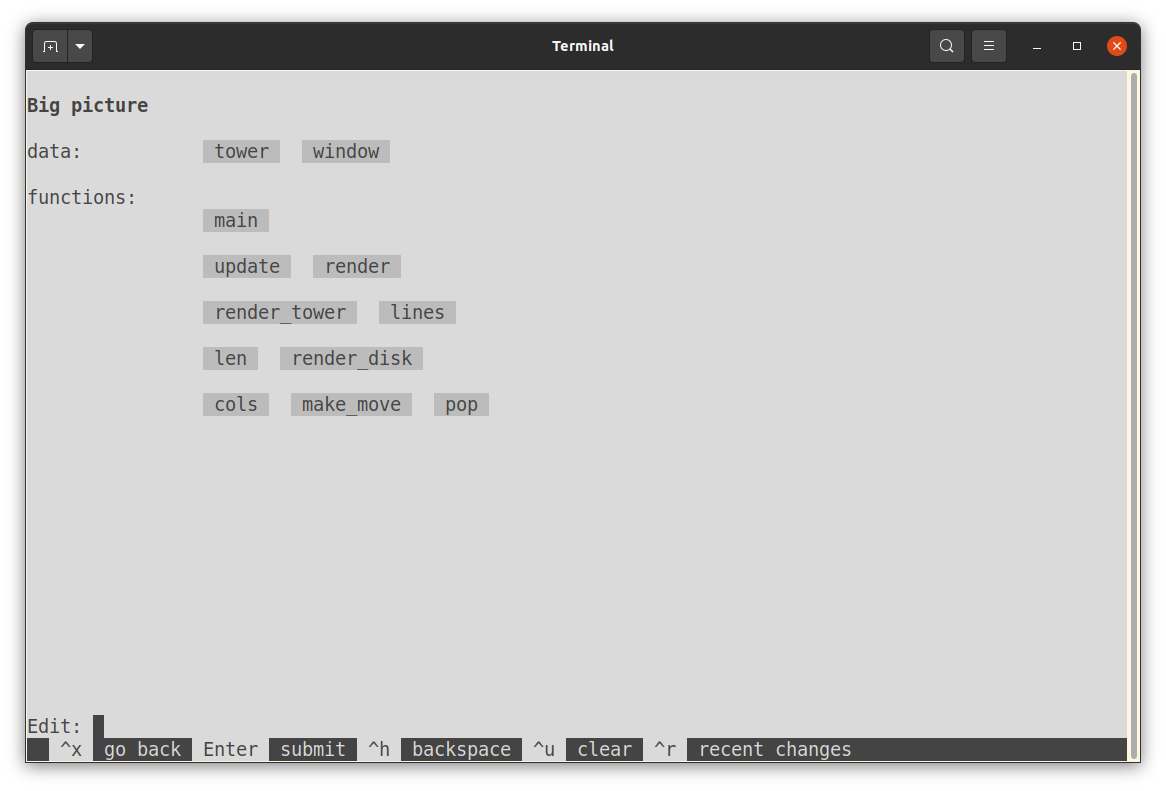 Terminal
Big picture
data: tower window
functions:
main
update render
render_tower lines
len render_disk
cols make_move pop
Edit:
^x go back Enter submit ^h backspace ^u clear ^r recent changes